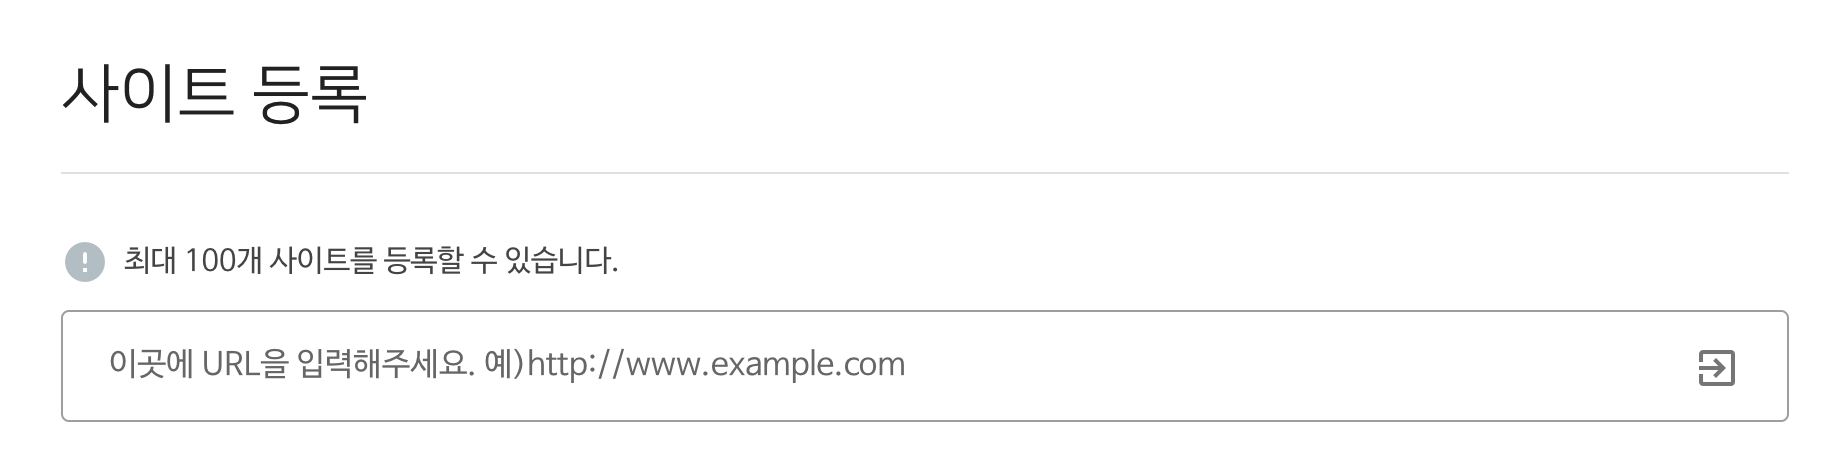 사이트 등록
최대 100개 사이트를 등록할 수 있습니다.
이곳에 URL을 입력해주세요. 예)http://www.example.com